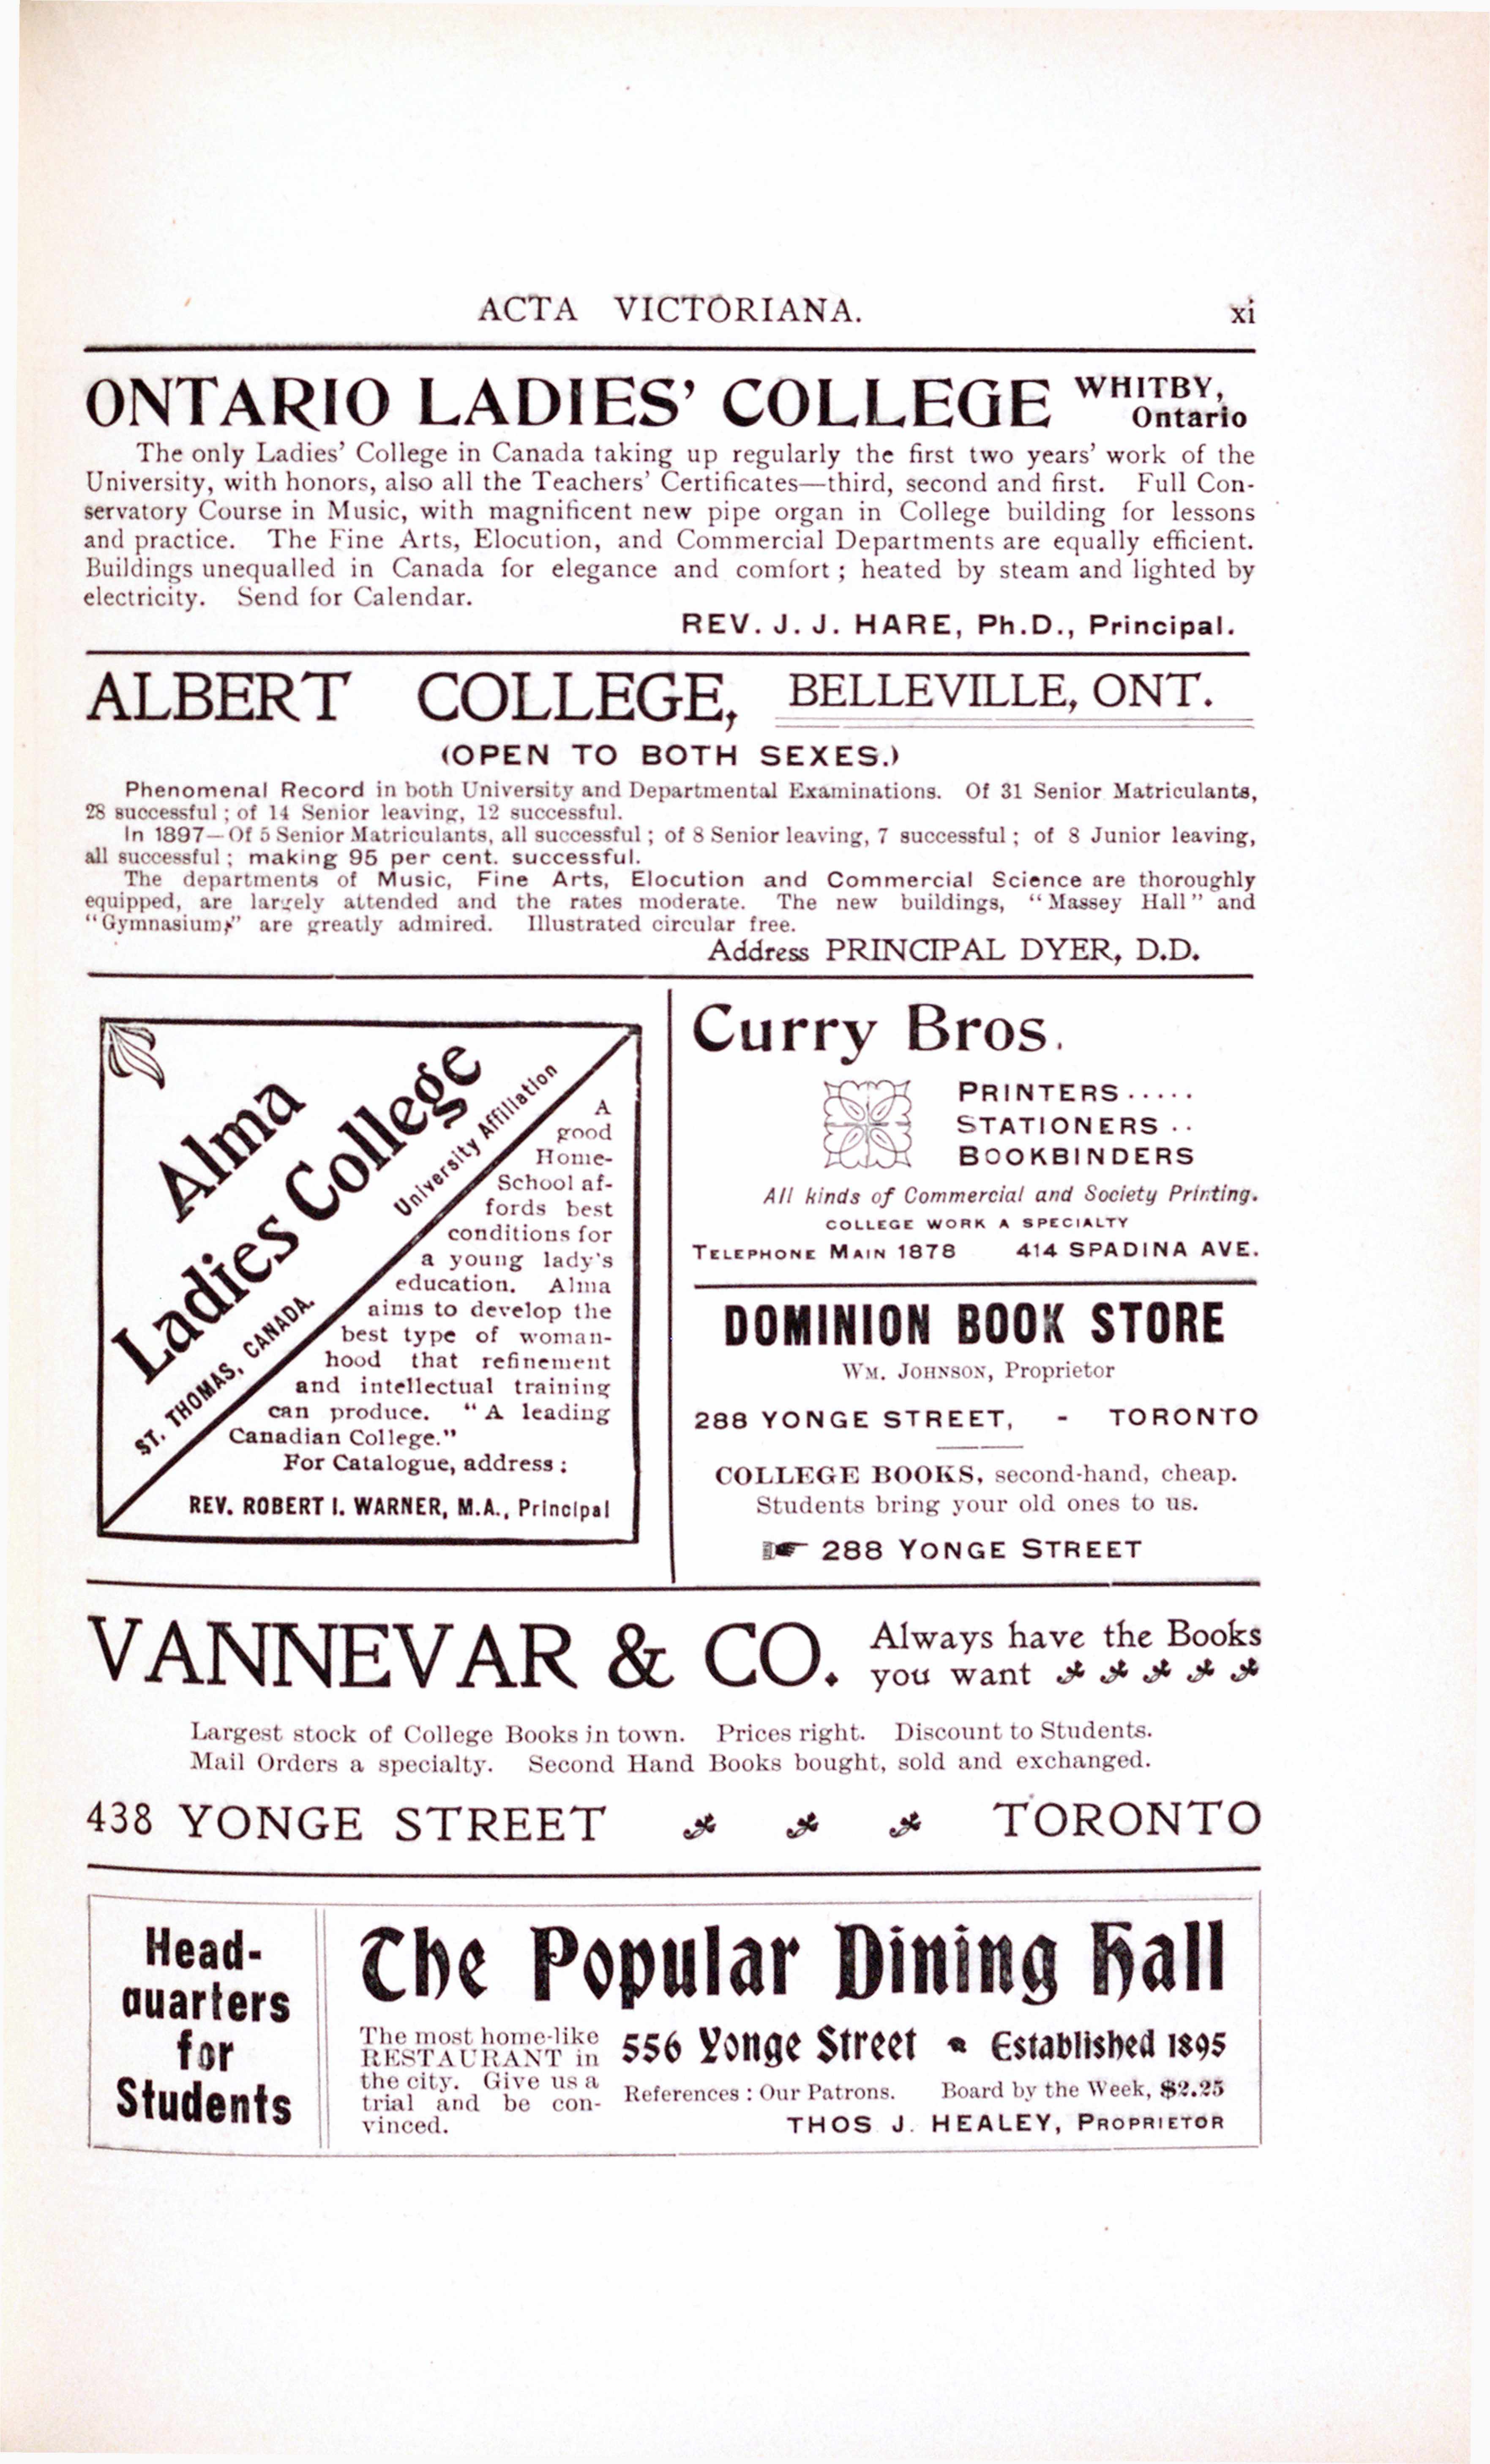 ACTA VICTORIANA. xi
ONTARIO LADIES' COLLEGE WHITBY,
Ontario
The only Ladies' College in Canada taking up regularly the first two years' work of the
University, with honors, also all the Teachers' Certificates—third, second and first. Full Con-
servatory Course in Music, with magnificent new pipe organ in College building for lessons
and practice. The Fine Arts, Elocution, and Commercial Departments are equally efficient.
Buildings unequalled in Canada for elegance and comfort; heated by steam and lighted by
electricity. Send for Calendar.
REV. J. J. HARE, Ph.D., Principal.
ALBERT COLLEGE, BELLEVILLE, ONT.
(OPEN TO BOTH SEXES.)
Phenomenal Record in both University and Departmental Examinations. Of 31 Senior Matriculants,
28 successful; of 14 Senior leaving, 12 successful.
In 1897—Of 5 Senior Matriculants, all successful; of 8 Senior leaving, 7 successful; of 8 Junior leaving,
all successful; making 95 per cent. successful.
The departments of Music, Fine Arts, Elocution and Commercial Science are thoroughly
equipped, are largely attended and the rates moderate. The new buildings, "Massey Hall" and
"Gymnasium," are greatly admired. Illustrated circular free.
Address PRINCIPAL DYER, D.D.
Alma
Ladies College
University Affiliation
ST. THOMAS, CANADA.
A
good
Home-
School af-
fords best
conditions for
a young lady's
education. Alma
aims to develop the
best type of woman-
hood that refinement
and intellectual training
can produce. "A leading
Canadian College."
For Catalogue, address:
REV. ROBERT I. WARNER, M.A., Principal
Curry Bros.
PRINTERS .....
STATIONERS ..
BOOKBINDERS
All kinds of Commercial and Society Printing.
COLLEGE WORK A SPECIALTY
TELEPHONE MAIN 1878 414 SPADINA AVE.
DOMINION BOOK STORE
WM. JOHNSON, Proprietor
288 YONGE STREET, - TORONTO
COLLEGE BOOKS, second-hand, cheap.
Students bring your old ones to us.
☛ 288 YONGE STREET
VANNEVAR & CO. Always have the Books
you want
Largest stock of College Books in town. Prices right. Discount to Students.
Mail Orders a specialty. Second Hand Books bought, sold and exchanged.
438 YONGE STREET TORONTO
Head-
quarters
for
Students
The Popular Dining Hall
The most home-like
RESTAURANT in
the city. Give us a
trial and be con-
vinced.
556 Yonge Street Established 1895
References: Our Patrons. Board by the Week, $2.25
THOS J. HEALEY, PROPRIETOR